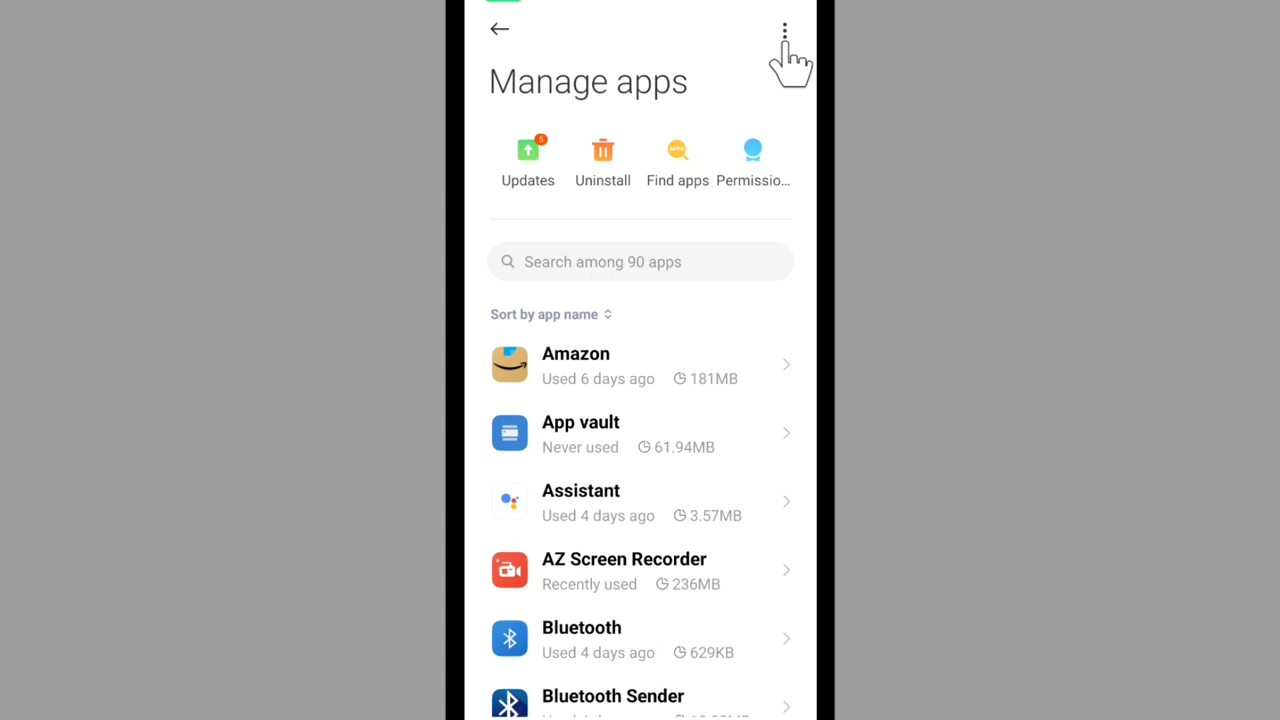 Manage apps
5
Updates
Uninstall
APPS
Find apps
Permissio...
Search among 90 apps
Sort by app name
Amazon
Used 6 days ago 181MB
App vault
Never used 61.94MB
Assistant
Used 4 days ago 3.57MB
AZ Screen Recorder
Recently used 236MB
Bluetooth
Used 4 days ago 629KB
Bluetooth Sender